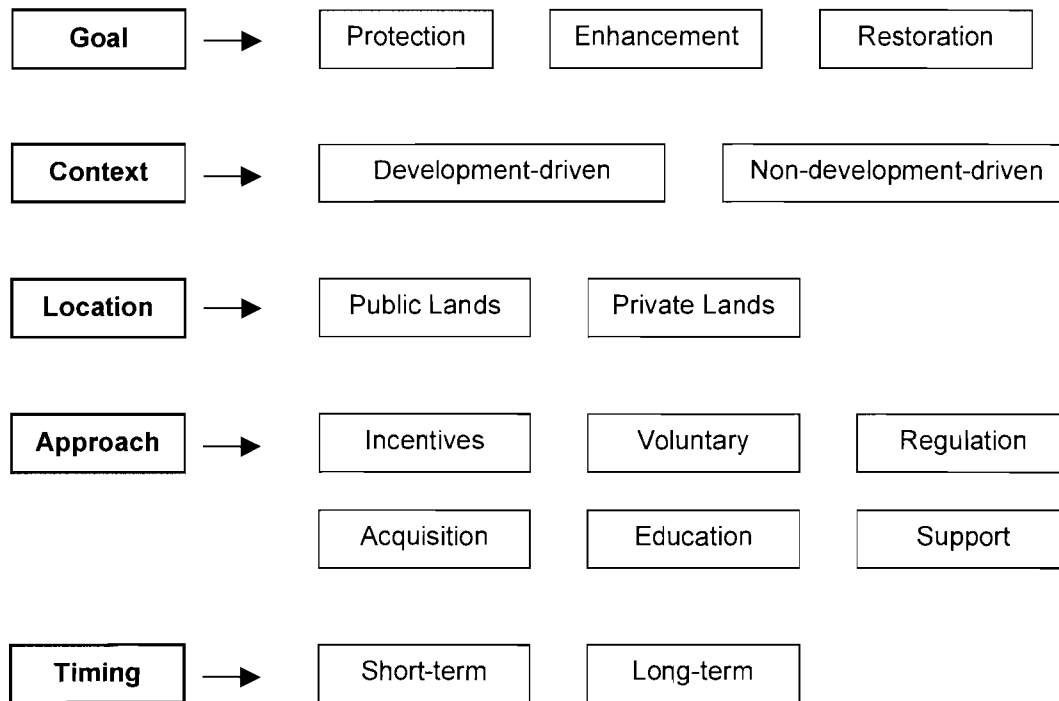 Goal Protection Enhancement Restoration
Context Development-driven Non-development-driven
Location Public Lands Private Lands
Approach Incentives Voluntary Regulation
Acquisition Education Support
Timing Short-term Long-term